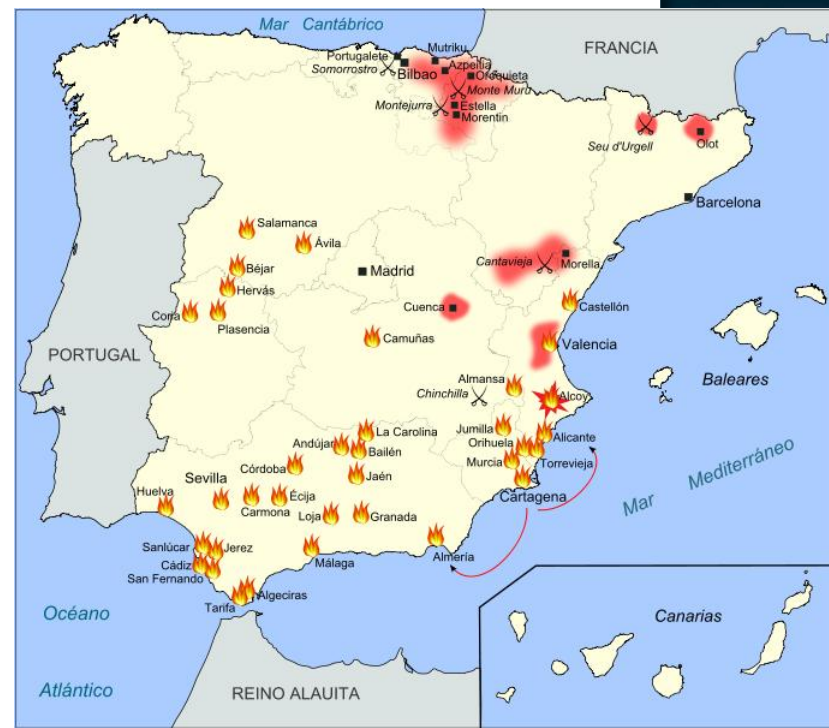 Mar Cantábrico
FRANCIA
Portugalete
Mutriku
Somorrostro
Bilbao
Azpeitia
Oroquieta
Monte Muru
Montejurra
Estella
Morentin
Seu d'Urgell
Olot
Barcelona
Salamanca
Ávila
Béjar
Madrid
Hervás
Cantavieja
Morella
Coria
Plasencia
Cuenca
Castellón
Camuñas
Valencia
PORTUGAL
Baleares
Almansa
Chinchilla
Alcoy
La Carolina
Jumilla
Alicante
Andújar
Bailén
Orihuela
Torrevieja
Córdoba
Jaén
Murcia
Sevilla
Cartagena
Mar Mediterráneo
Huelva
Carmona
Écija
Loja
Granada
Sanlúcar
Jerez
Málaga
Almería
Cádiz
San Fernando
Tarifa
Algeciras
Océano
Atlántico
REINO ALAUITA
Canarias